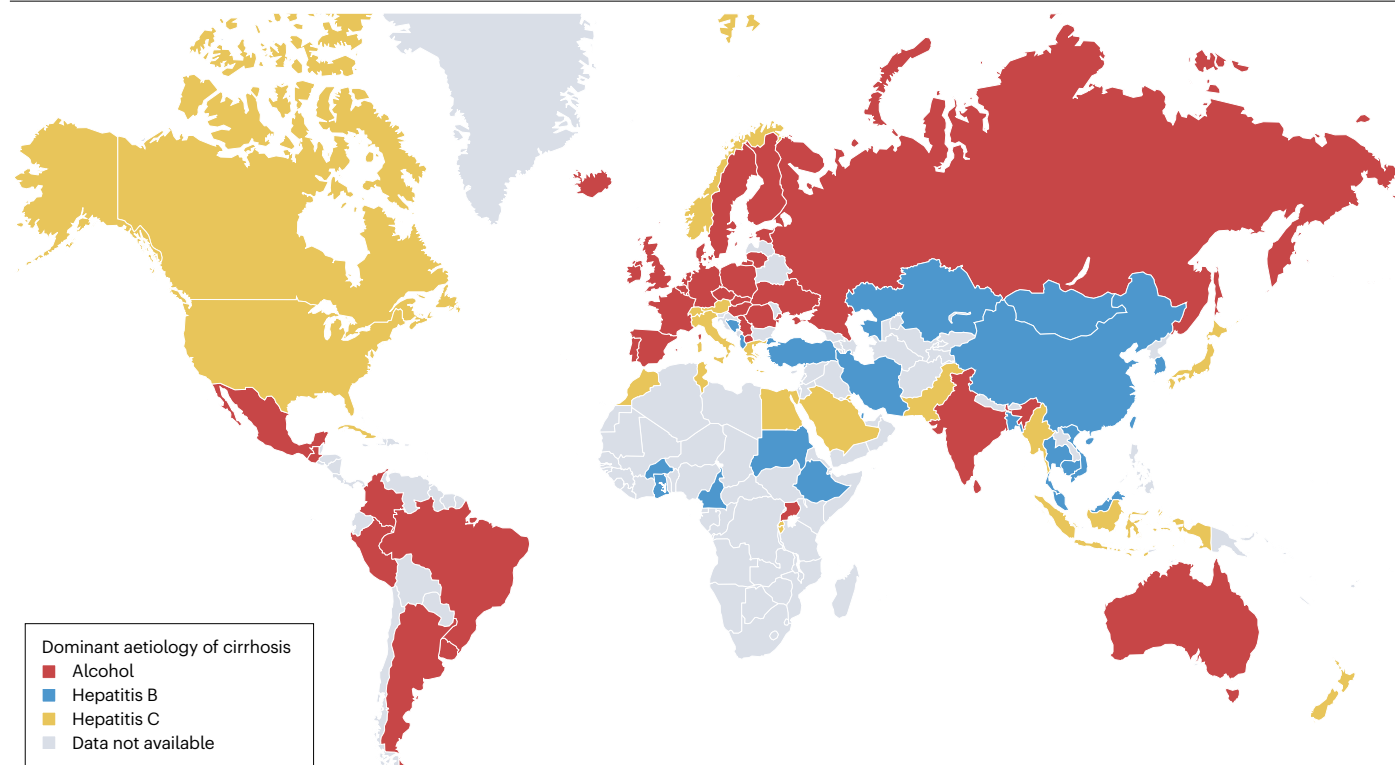 Dominant aetiology of cirrhosis
Alcohol
Hepatitis B
Hepatitis C
Data not available